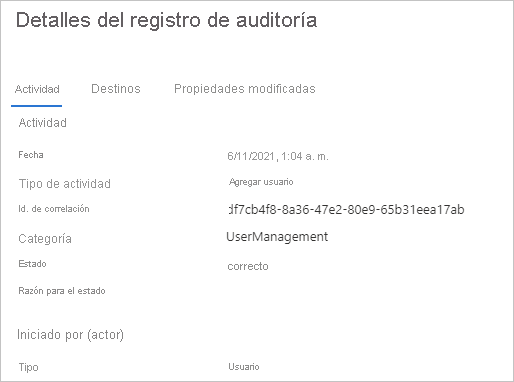 Detalles del registro de auditoría
Actividad Destinos Propiedades modificadas
Actividad
Fecha 6/11/2021, 1:04 a. m.
Tipo de actividad Agregar usuario
Id. de correlación df7cb4f8-8a36-47e2-80e9-65b31eea17ab
Categoría UserManagement
Estado correcto
Razón para el estado
Iniciado por (actor)
Tipo Usuario